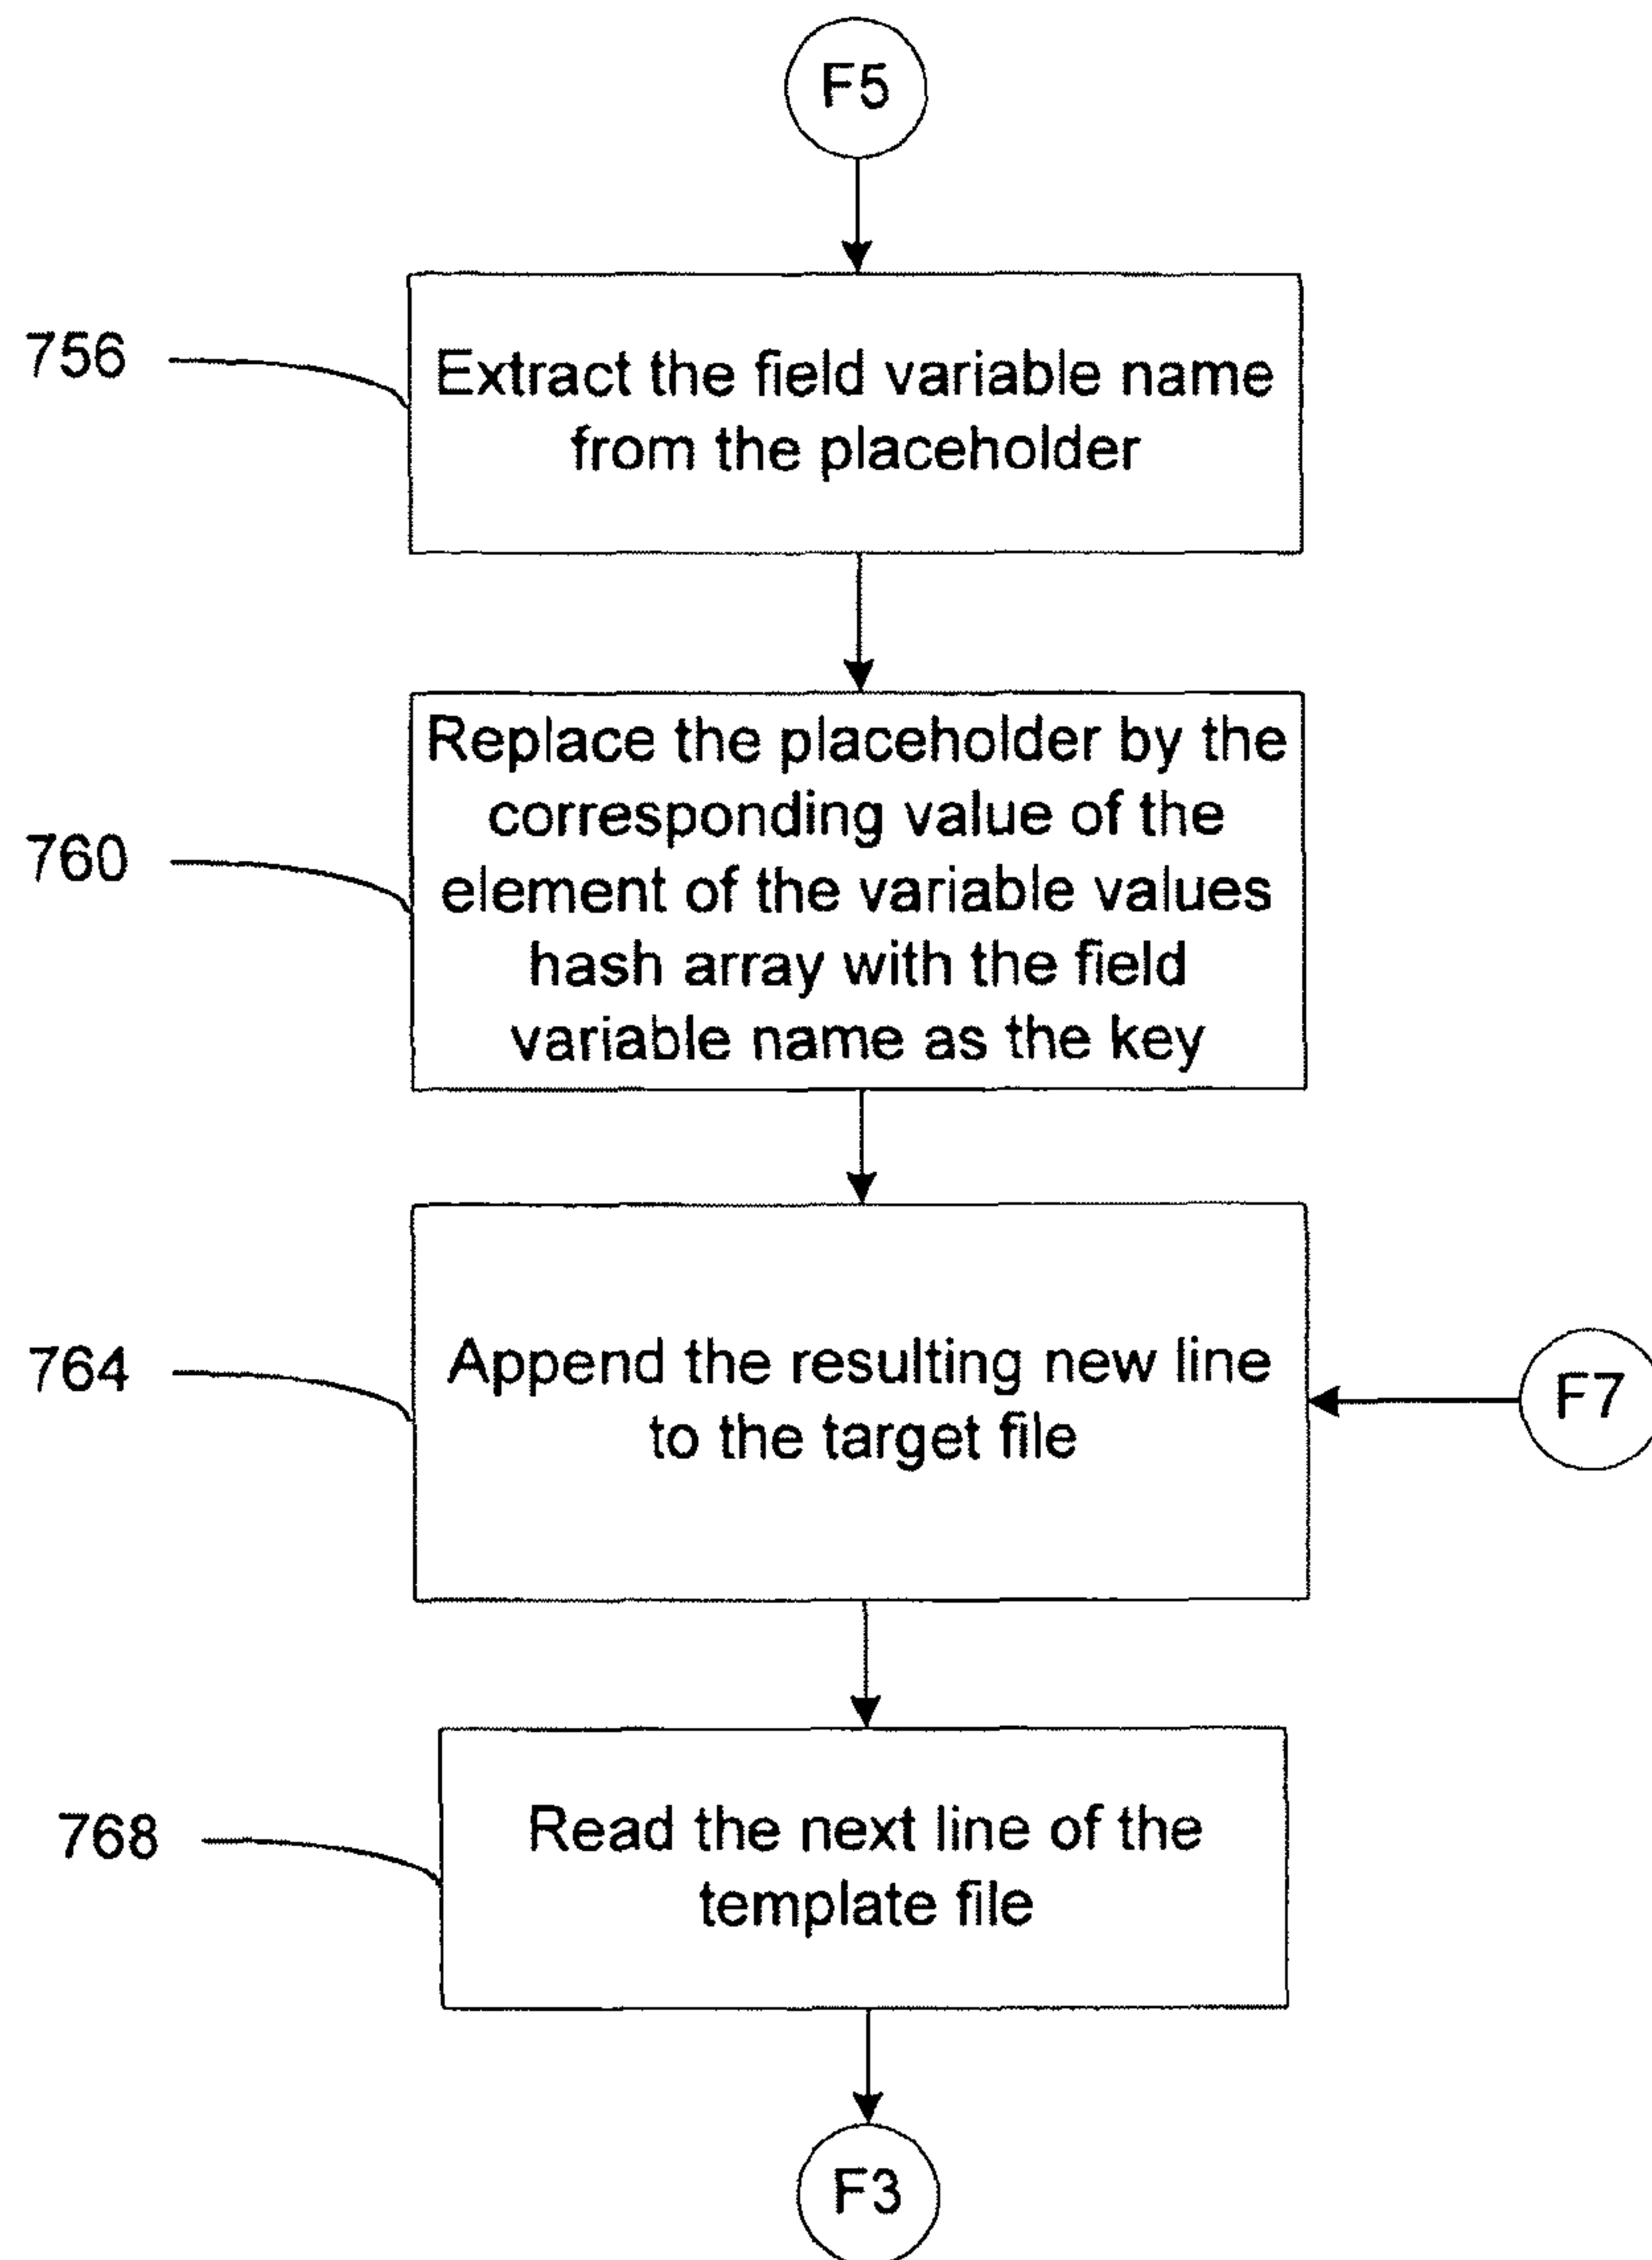 F5
756
Extract the field variable name
from the placeholder
760
Replace the placeholder by the
corresponding value of the
element of the variable values
hash array with the field
variable name as the key
764
Append the resulting new line
to the target file
F7
768
Read the next line of the
template file
F3